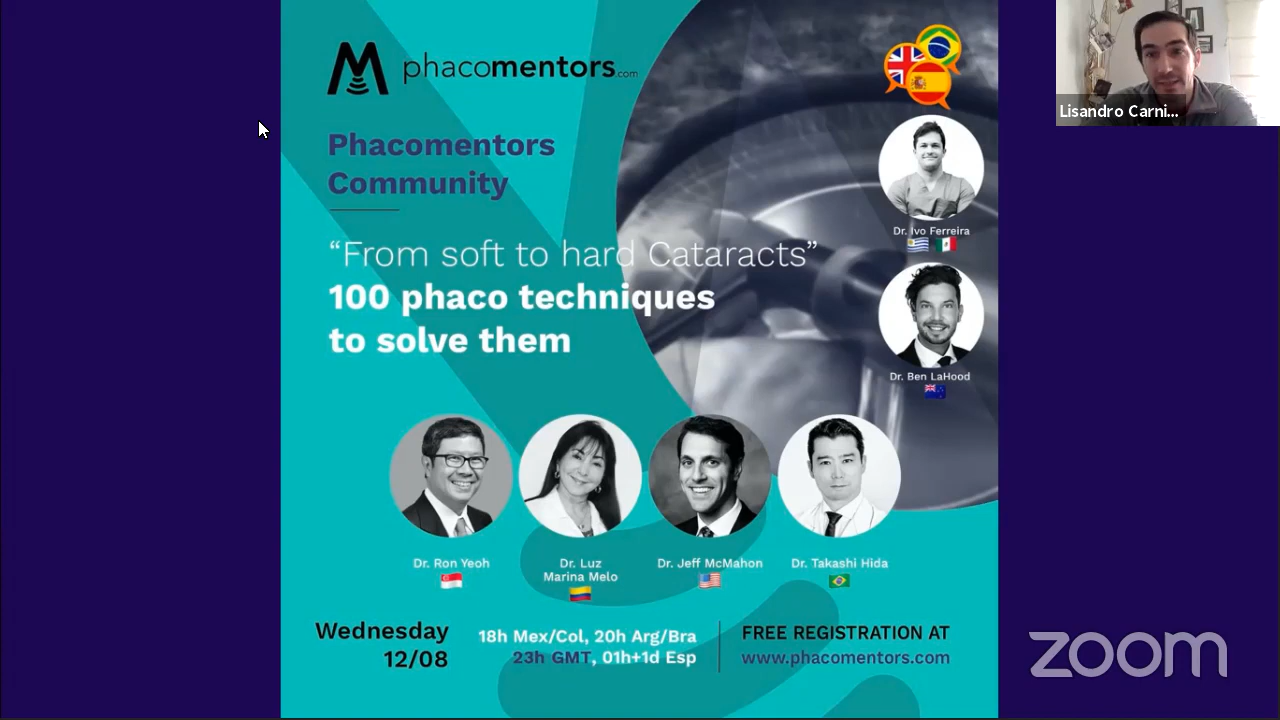 phacomentors.com
Lisandro Carni...
Phacomentors
Community
“From soft to hard Cataracts”
100 phaco techniques
to solve them
Dr. Ivo Ferreira
Dr. Ben LaHood
Dr. Ron Yeoh
Dr. Luz
Marina Melo
Dr. Jeff McMahon
Dr. Takashi Hida
Wednesday
12/08
18h Mex/Col, 20h Arg/Bra
23h GMT, 01h+1d Esp
FREE REGISTRATION AT
www.phacomentors.com
zoom